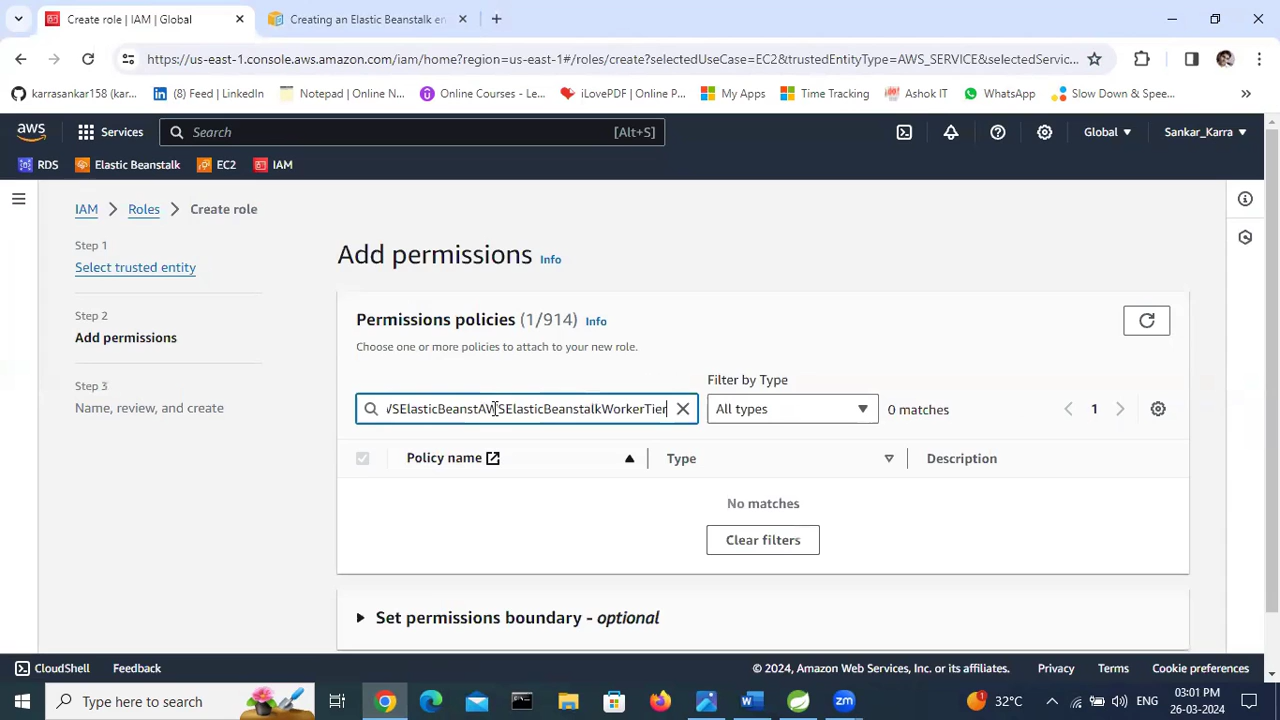 Create role | IAM | Global
Creating an Elastic Beanstalk en
https://us-east-1.console.aws.amazon.com/iam/home?region=us-east-1#/roles/create?selectedUseCase=EC2&trustedEntityType=AWS_SERVICE&selectedServic...
karrasankar158 (kar...
(8) Feed | LinkedIn
Notepad | Online N...
Online Courses - Le...
iLovePDF | Online P...
My Apps
Time Tracking
Ashok IT
WhatsApp
Slow Down & Spee...
aws
Services
Search
[Alt+S]
Global
Sankar_Karra
RDS
Elastic Beanstalk
EC2
IAM
IAM
Roles
Create role
Step 1
Select trusted entity
Step 2
Add permissions
Step 3
Name, review, and create
Add permissions Info
Permissions policies (1/914) Info
Choose one or more policies to attach to your new role.
Filter by Type
VSElasticBeanstAWSElasticBeanstalkWorkerTier
All types
0 matches
1
Policy name
Type
Description
No matches
Clear filters
Set permissions boundary - optional
CloudShell
Feedback
© 2024, Amazon Web Services, Inc. or its affiliates.
Privacy
Terms
Cookie preferences
Type here to search
zm
32°C
ENG
03:01 PM
26-03-2024